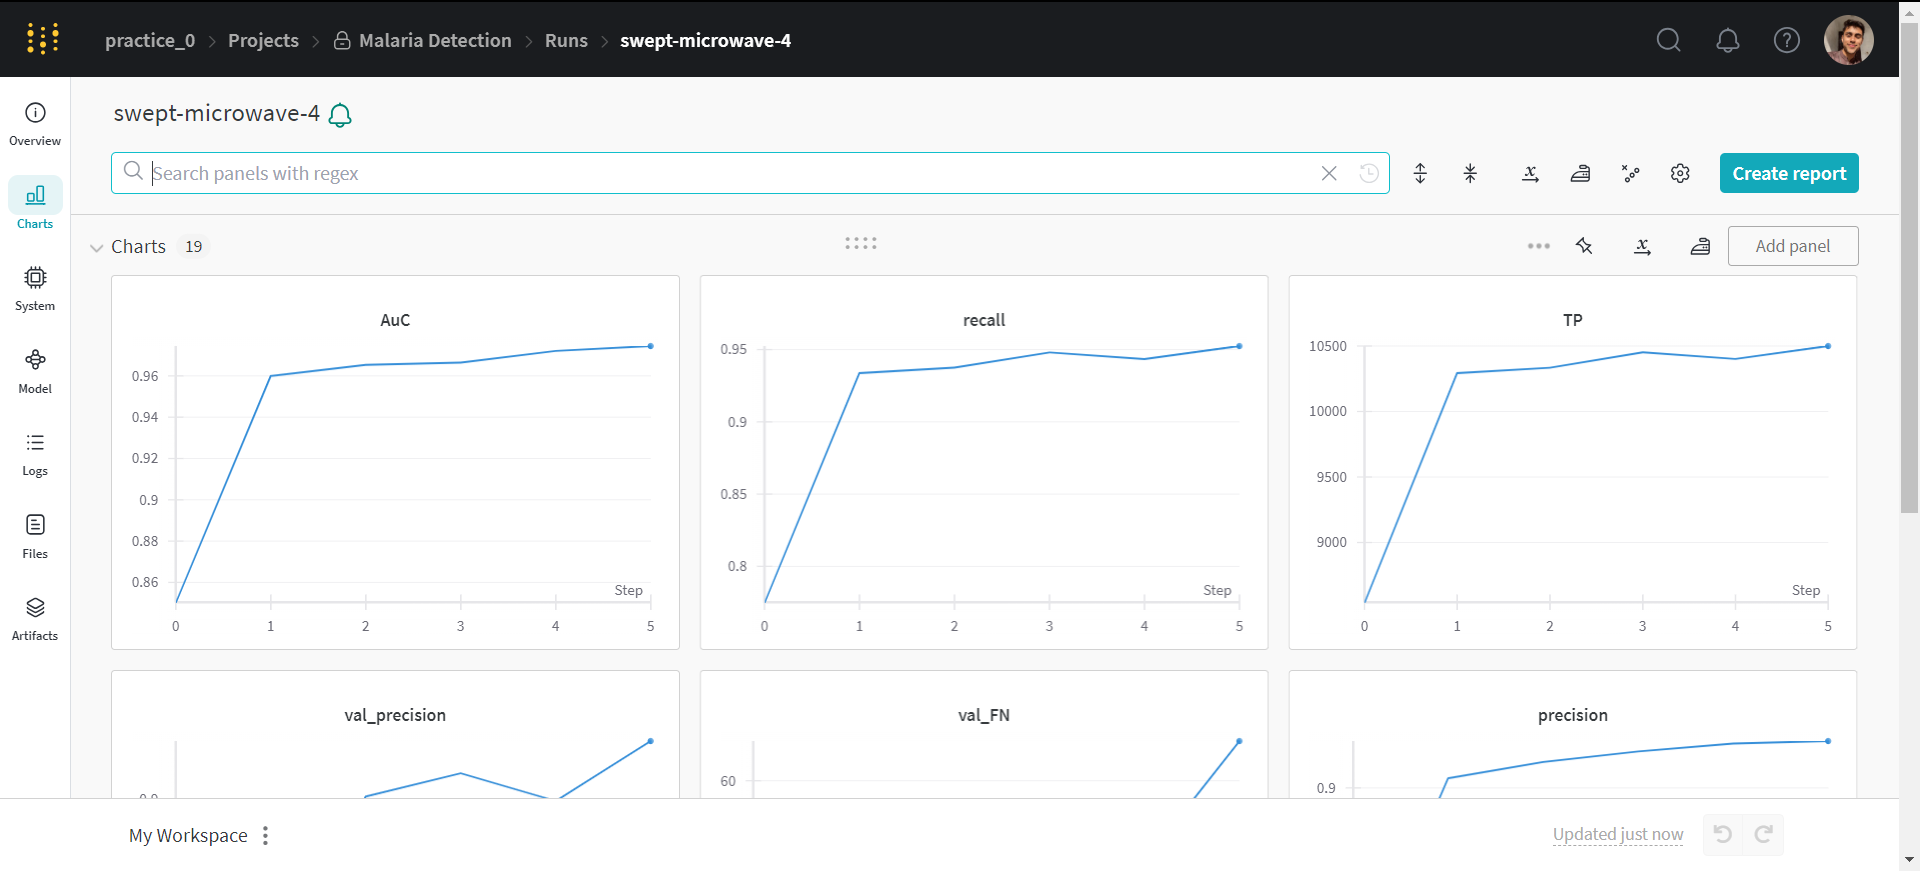 practice_0 > Projects > Malaria Detection > Runs > swept-microwave-4
Overview
Charts
System
Model
Logs
Files
Artifacts
swept-microwave-4
Search panels with regex
Create report
Charts 19
Add panel
AuC
0.96
0.94
0.92
0.9
0.88
0.86
Step
0 1 2 3 4 5
recall
0.95
0.9
0.85
0.8
Step
0 1 2 3 4 5
TP
10500
10000
9500
9000
Step
0 1 2 3 4 5
val_precision
val_FN
60
precision
0.9
My Workspace
Updated just now